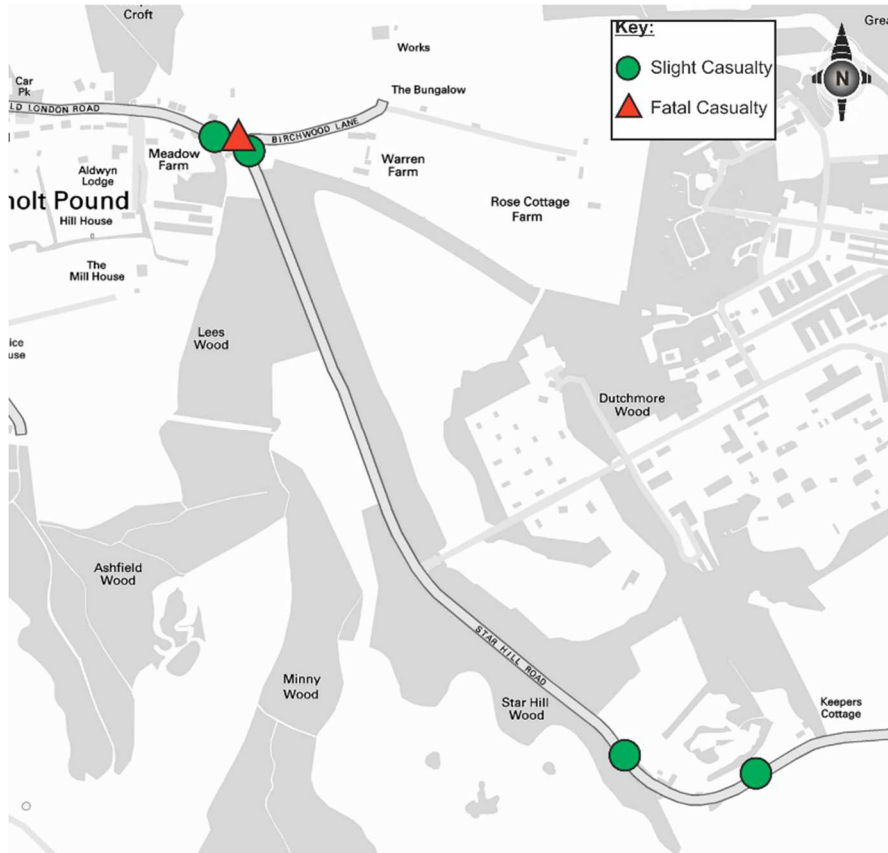 Croft
Key:
Slight Casualty
Fatal Casualty
N
Works
Car
Pk
The Bungalow
LD LONDON ROAD
BIRCHWOOD LANE
Meadow
Farm
Warren
Farm
Aldwyn
Lodge
Rose Cottage
Farm
holt Pound
Hill House
The
Mill House
Lees
Wood
Dutchmore
Wood
Ashfield
Wood
STAR HILL ROAD
Minny
Wood
Star Hill
Wood
Keepers
Cottage